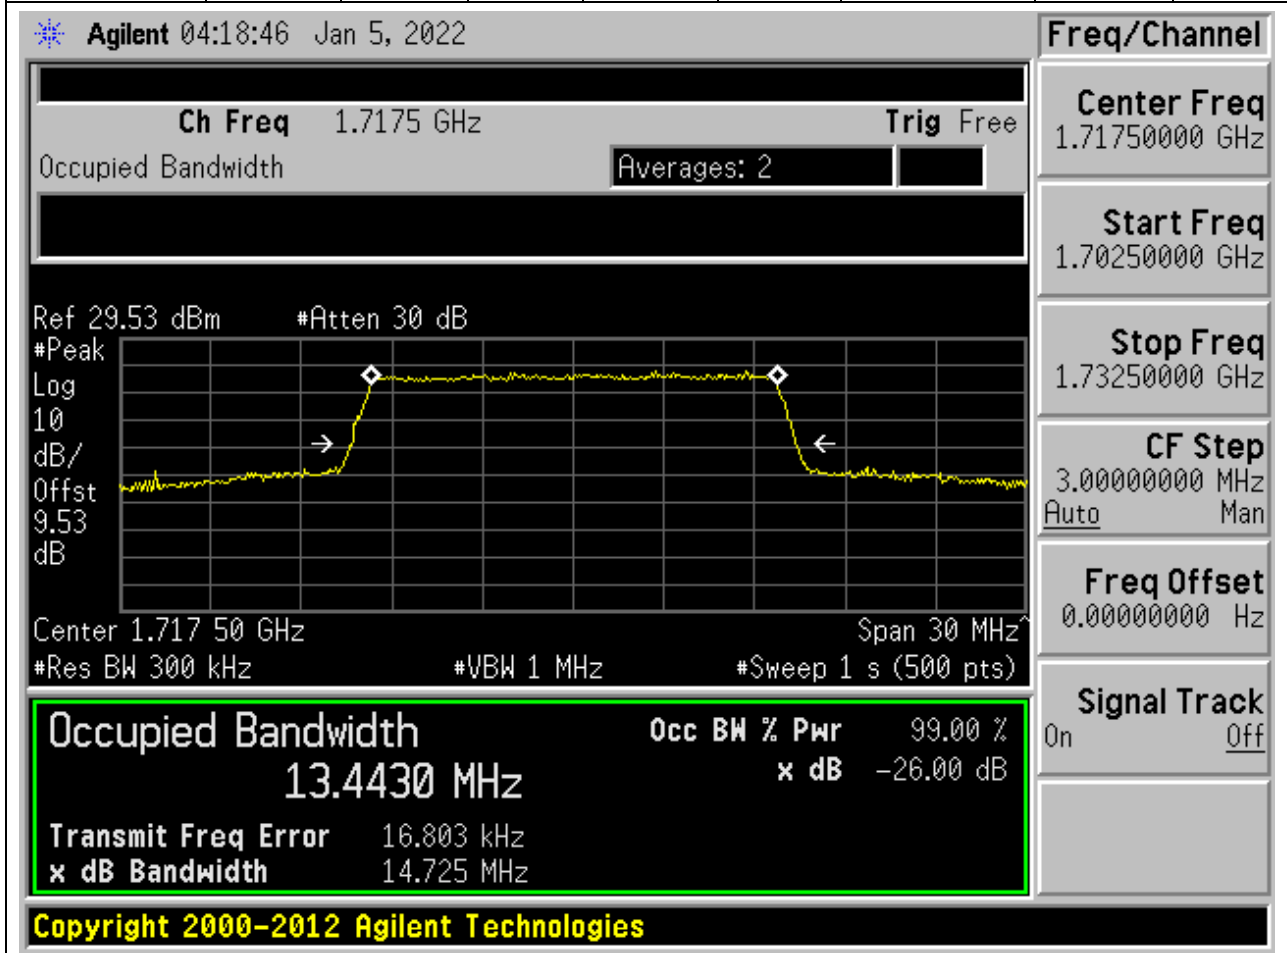 Agilent 04:18:46 Jan 5, 2022
Freq/Channel
Ch Freq 1.7175 GHz Trig Free
Occupied Bandwidth Averages: 2
Center Freq
1.71750000 GHz
Start Freq
1.70250000 GHz
Stop Freq
1.73250000 GHz
CF Step
3.00000000 MHz
Auto Man
Freq Offset
0.00000000 Hz
Signal Track
On Off
Ref 29.53 dBm #Atten 30 dB
#Peak
Log
10
dB/
Offst
9.53
dB
Center 1.717 50 GHz Span 30 MHz^
#Res BW 300 kHz #VBW 1 MHz #Sweep 1 s (500 pts)
Occupied Bandwidth Occ BW % Pwr 99.00 %
13.4430 MHz x dB -26.00 dB
Transmit Freq Error 16.803 kHz
x dB Bandwidth 14.725 MHz
Copyright 2000-2012 Agilent Technologies